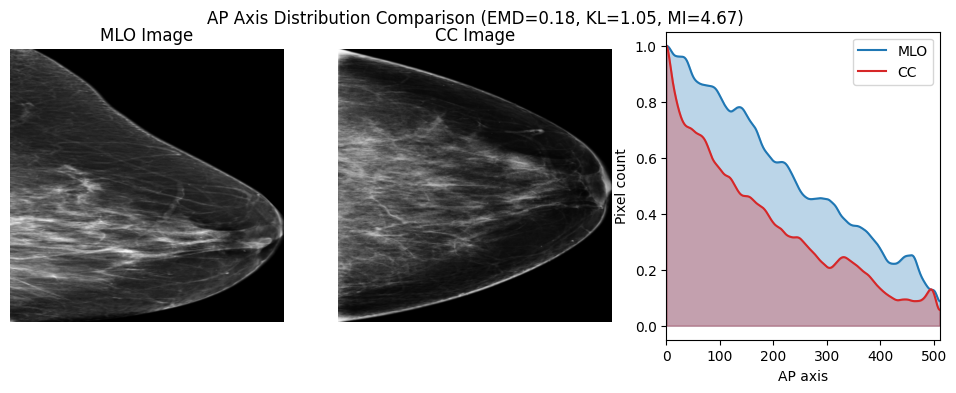 AP Axis Distribution Comparison (EMD=0.18, KL=1.05, MI=4.67)
MLO Image
CC Image
MLO
CC
Pixel count
1.0
0.8
0.6
0.4
0.2
0.0
0 100 200 300 400 500
AP axis